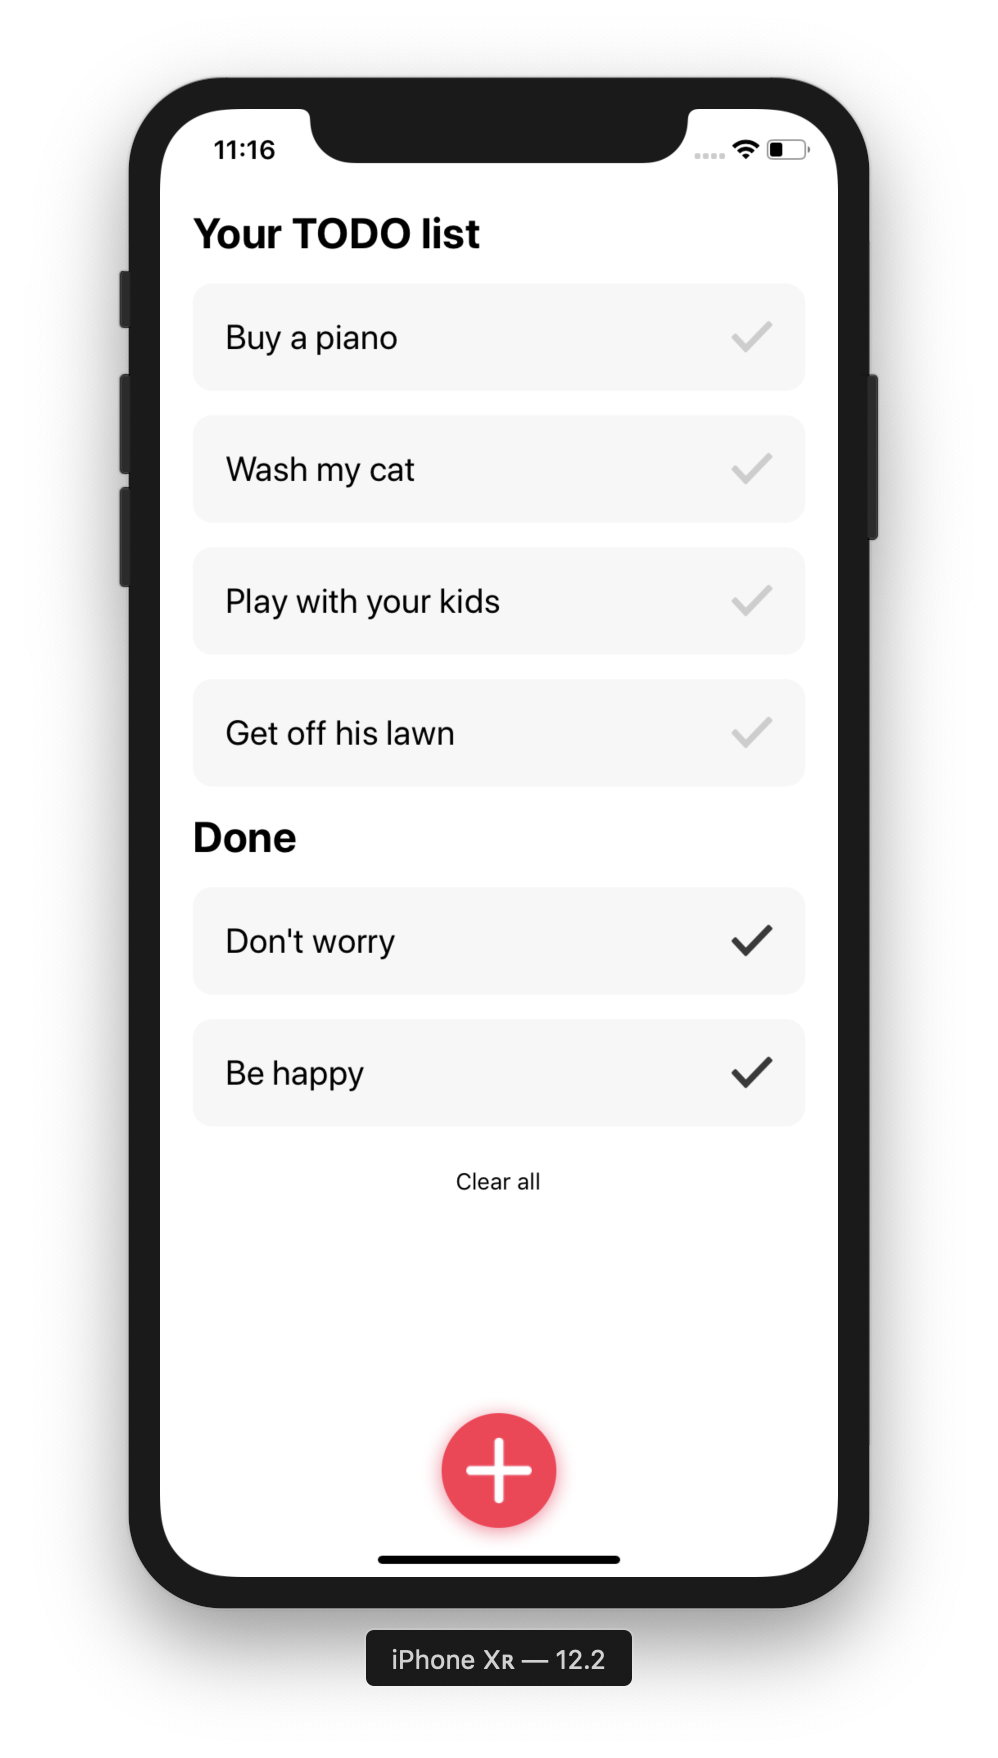 11:16
Your TODO list
Buy a piano
Wash my cat
Play with your kids
Get off his lawn
Done
Don't worry
Be happy
Clear all
iPhone Xʀ — 12.2